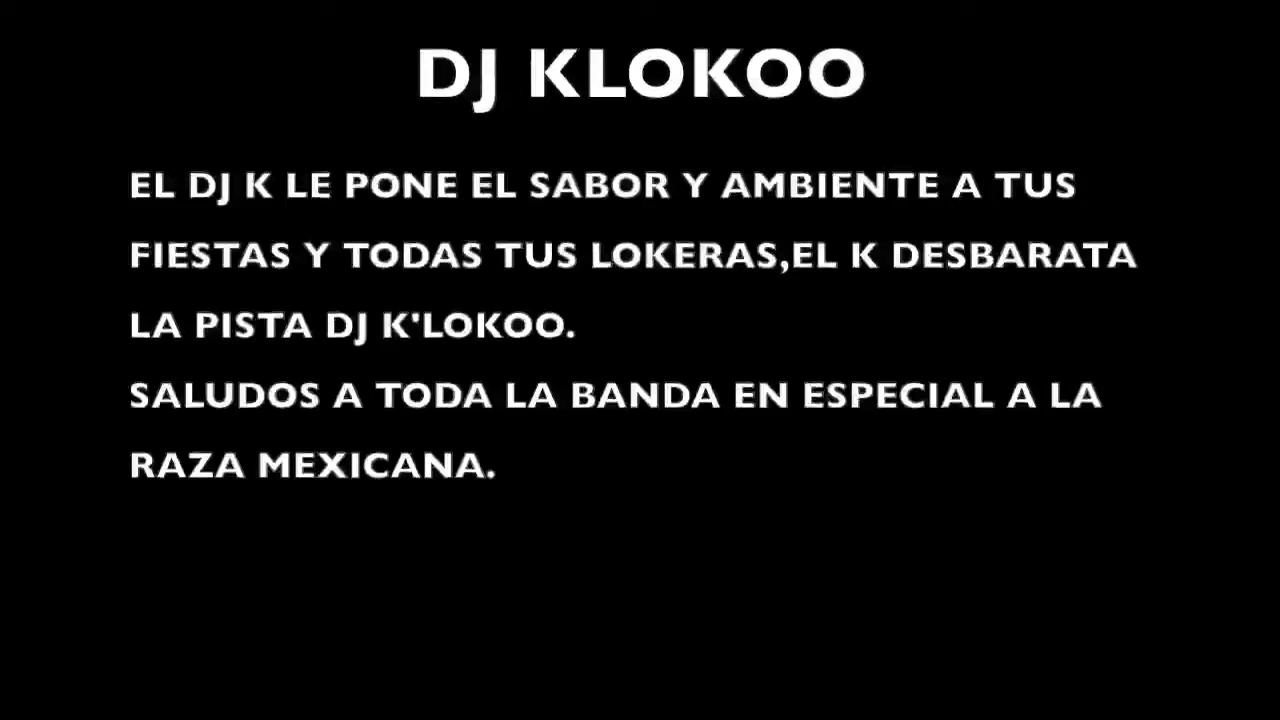 DJ KLOKOO
EL DJ K LE PONE EL SABOR Y AMBIENTE A TUS
FIESTAS Y TODAS TUS LOKERAS,EL K DESBARATA
LA PISTA DJ K'LOKOO.
SALUDOS A TODA LA BANDA EN ESPECIAL A LA
RAZA MEXICANA.